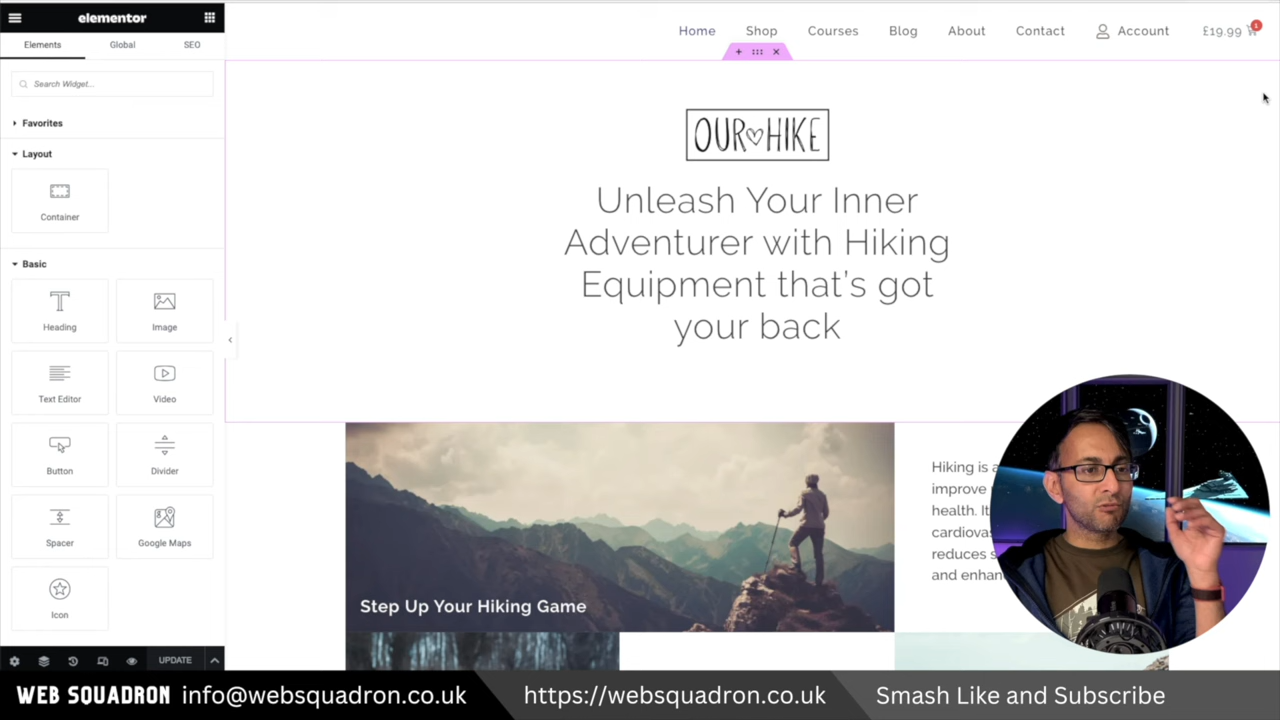 elementor
Elements Global SEO
Search Widget...
Favorites
Layout
Container
Basic
Heading Image
Text Editor Video
Button Divider
Spacer Google Maps
Icon
UPDATE
Home Shop Courses Blog About Contact Account £19.99 1
OUR HIKE
Unleash Your Inner
Adventurer with Hiking
Equipment that's got
your back
Step Up Your Hiking Game
Hiking is a
improve
health. It
reduces
WEB SQUADRON info@websquadron.co.uk https://websquadron.co.uk Smash Like and Subscribe